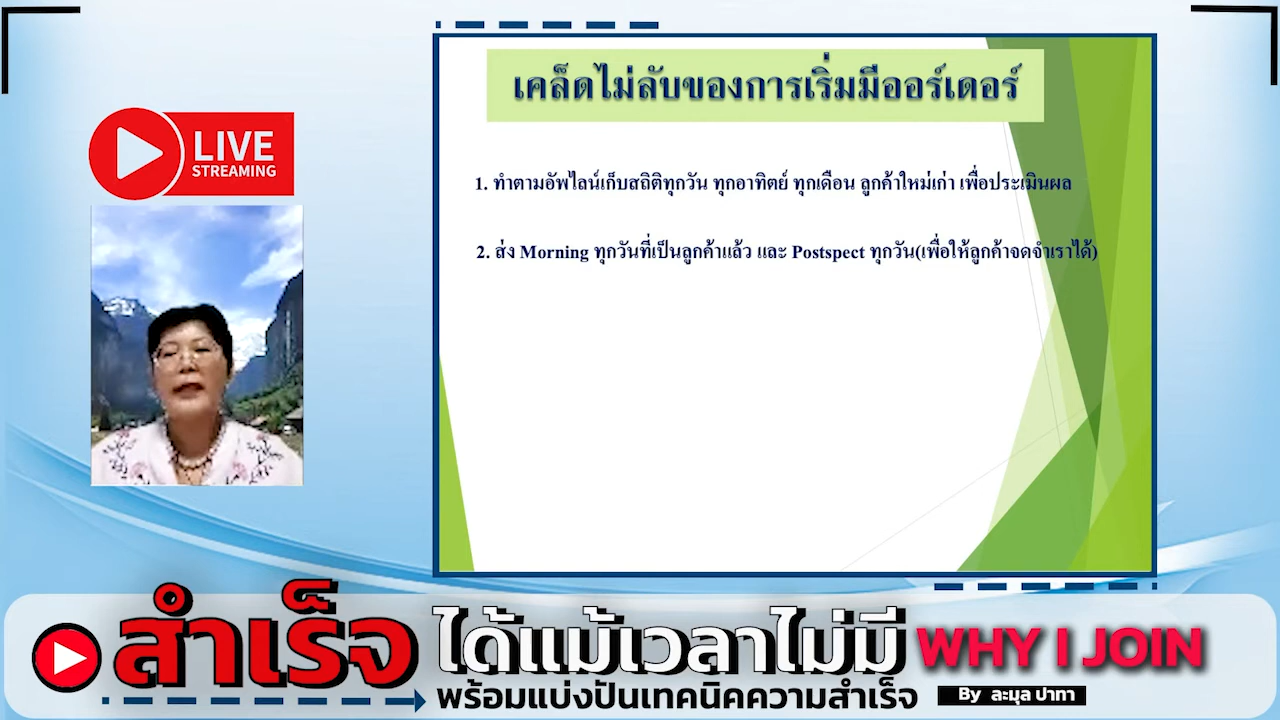 เคล็ดไม่ลับของการเริ่มมีออร์เดอร์
LIVE
STREAMING
1. ทำตามอัพไลน์เก็บสถิติทุกวัน ทุกอาทิตย์ ทุกเดือน ลูกค้าใหม่เก่า เพื่อประเมินผล
2. ส่ง Morning ทุกวันที่เป็นลูกค้าแล้ว และ Postspect ทุกวัน(เพื่อให้ลูกค้าจดจำเราได้)
สำเร็จ ได้แม้เวลาไม่มี WHY I JOIN
พร้อมแบ่งปันเทคนิคความสำเร็จ By ละมุล ปาทา